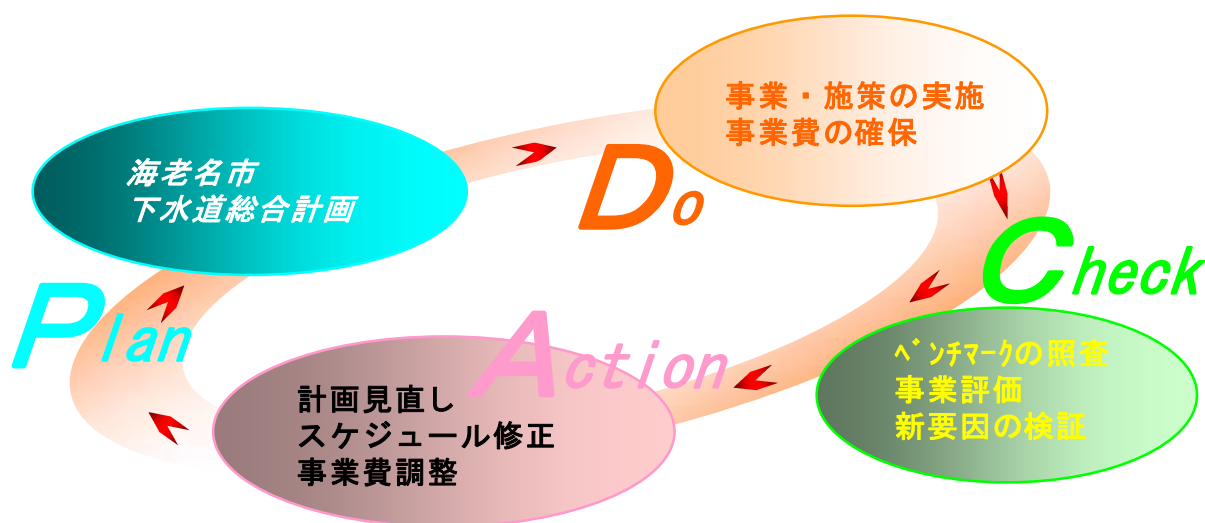 Plan
海老名市
下水道総合計画
Do
事業・施策の実施
事業費の確保
Check
ﾍﾞﾝﾁﾏｰｸの照査
事業評価
新要因の検証
Action
計画見直し
スケジュール修正
事業費調整